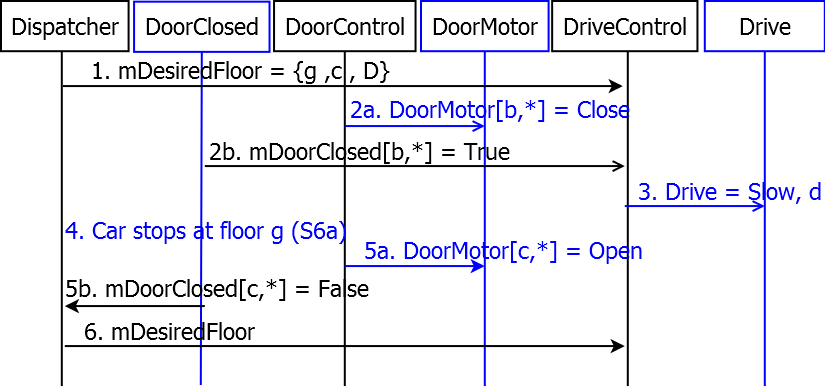 Dispatcher DoorClosed DoorControl DoorMotor DriveControl Drive
1. mDesiredFloor = {g ,c , D}
2a. DoorMotor[b,*] = Close
2b. mDoorClosed[b,*] = True
3. Drive = Slow, d
4. Car stops at floor g (S6a)
5a. DoorMotor[c,*] = Open
5b. mDoorClosed[c,*] = False
6. mDesiredFloor